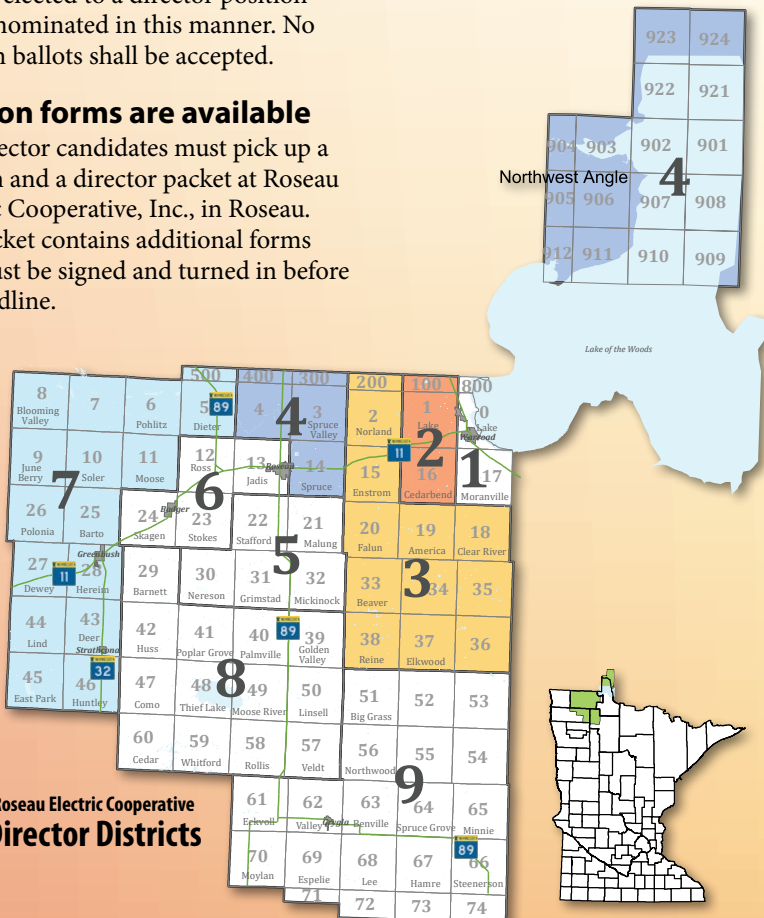 elected to a director position
nominated in this manner. No
ballots shall be accepted.
on forms are available
ector candidates must pick up a
and a director packet at Roseau
Cooperative, Inc., in Roseau.
cket contains additional forms
ust be signed and turned in before
dline.
923 924
922 921
904 903 902 901
Northwest Angle 4
905 906 907 908
912 911 910 909
Lake of the Woods
500 400 300 200 100 800
8 7 6 5 89 4 4 3 2 1 0
Blooming Valley Pohlitz Dieter Spruce Valley Norland Lake Lake
Warroad
9 10 11 12 13 14 15 11 2 16 1 17
June Berry Soler Moose Ross Jadis Roseau Spruce Enstrom Cedarbend Moranville
7 6
26 25 24 23 22 21 20 19 18
Polonia Barto Skagen Badger Stokes Stafford Malung Falun America Clear River
5 3
27 11 28 29 30 31 32 33 34 35
Greenbush
Dewey Hereim Barnett Nereson Grimstad Mickinock Beaver
44 43 42 41 40 89 39 38 37 36
Lind Deer Huss Poplar Grove Palmville Golden Valley Reine Elkwood
Strathcona
32 8
45 46 47 48 49 50 51 52 53
East Park Huntley Como Thief Lake Moose River Linsell Big Grass
60 59 58 57 56 55 54
Cedar Whitford Rollis Veldt Northwood
9
61 62 63 64 65
Eckvoll Valley Grygla Benville Spruce Grove Minnie
89
70 69 68 67 66
Moylan Espelie Lee Hamre Steenerson
71 72 73 74
Roseau Electric Cooperative
Director Districts